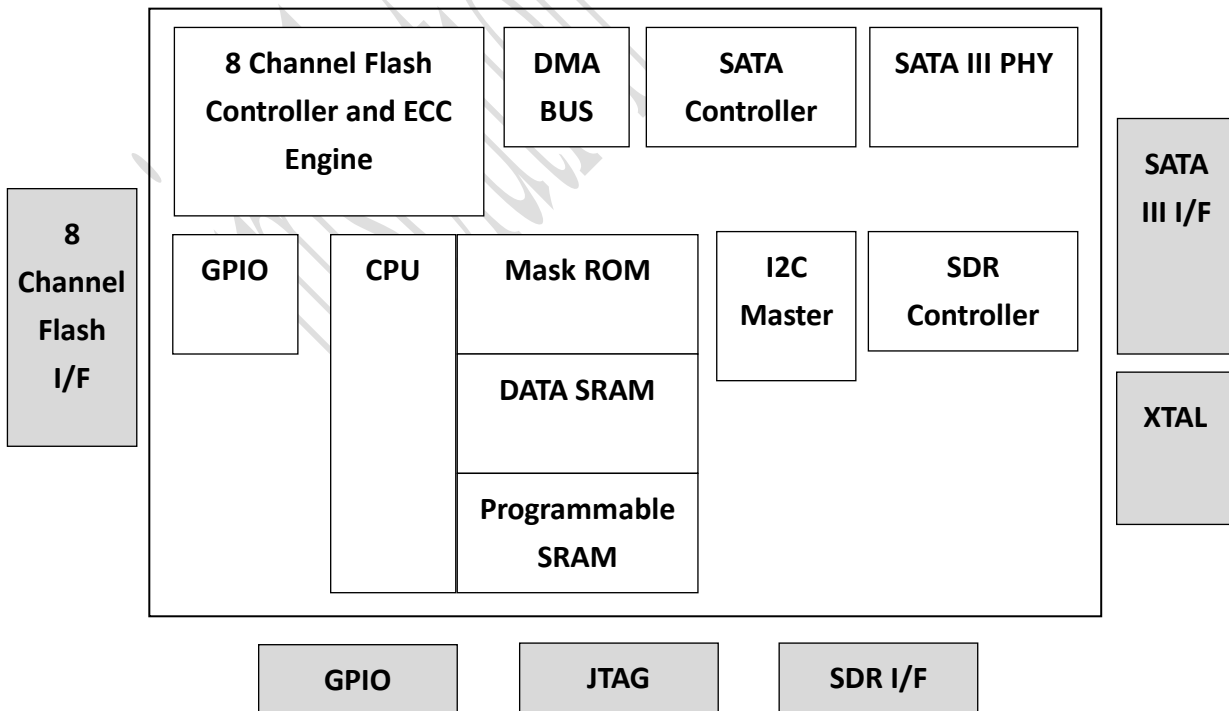 8 Channel Flash
Controller and ECC
Engine
DMA
BUS
SATA
Controller
SATA III PHY
SATA
III I/F
8
Channel
Flash
I/F
GPIO
CPU
Mask ROM
I2C
Master
SDR
Controller
DATA SRAM
XTAL
Programmable
SRAM
GPIO
JTAG
SDR I/F